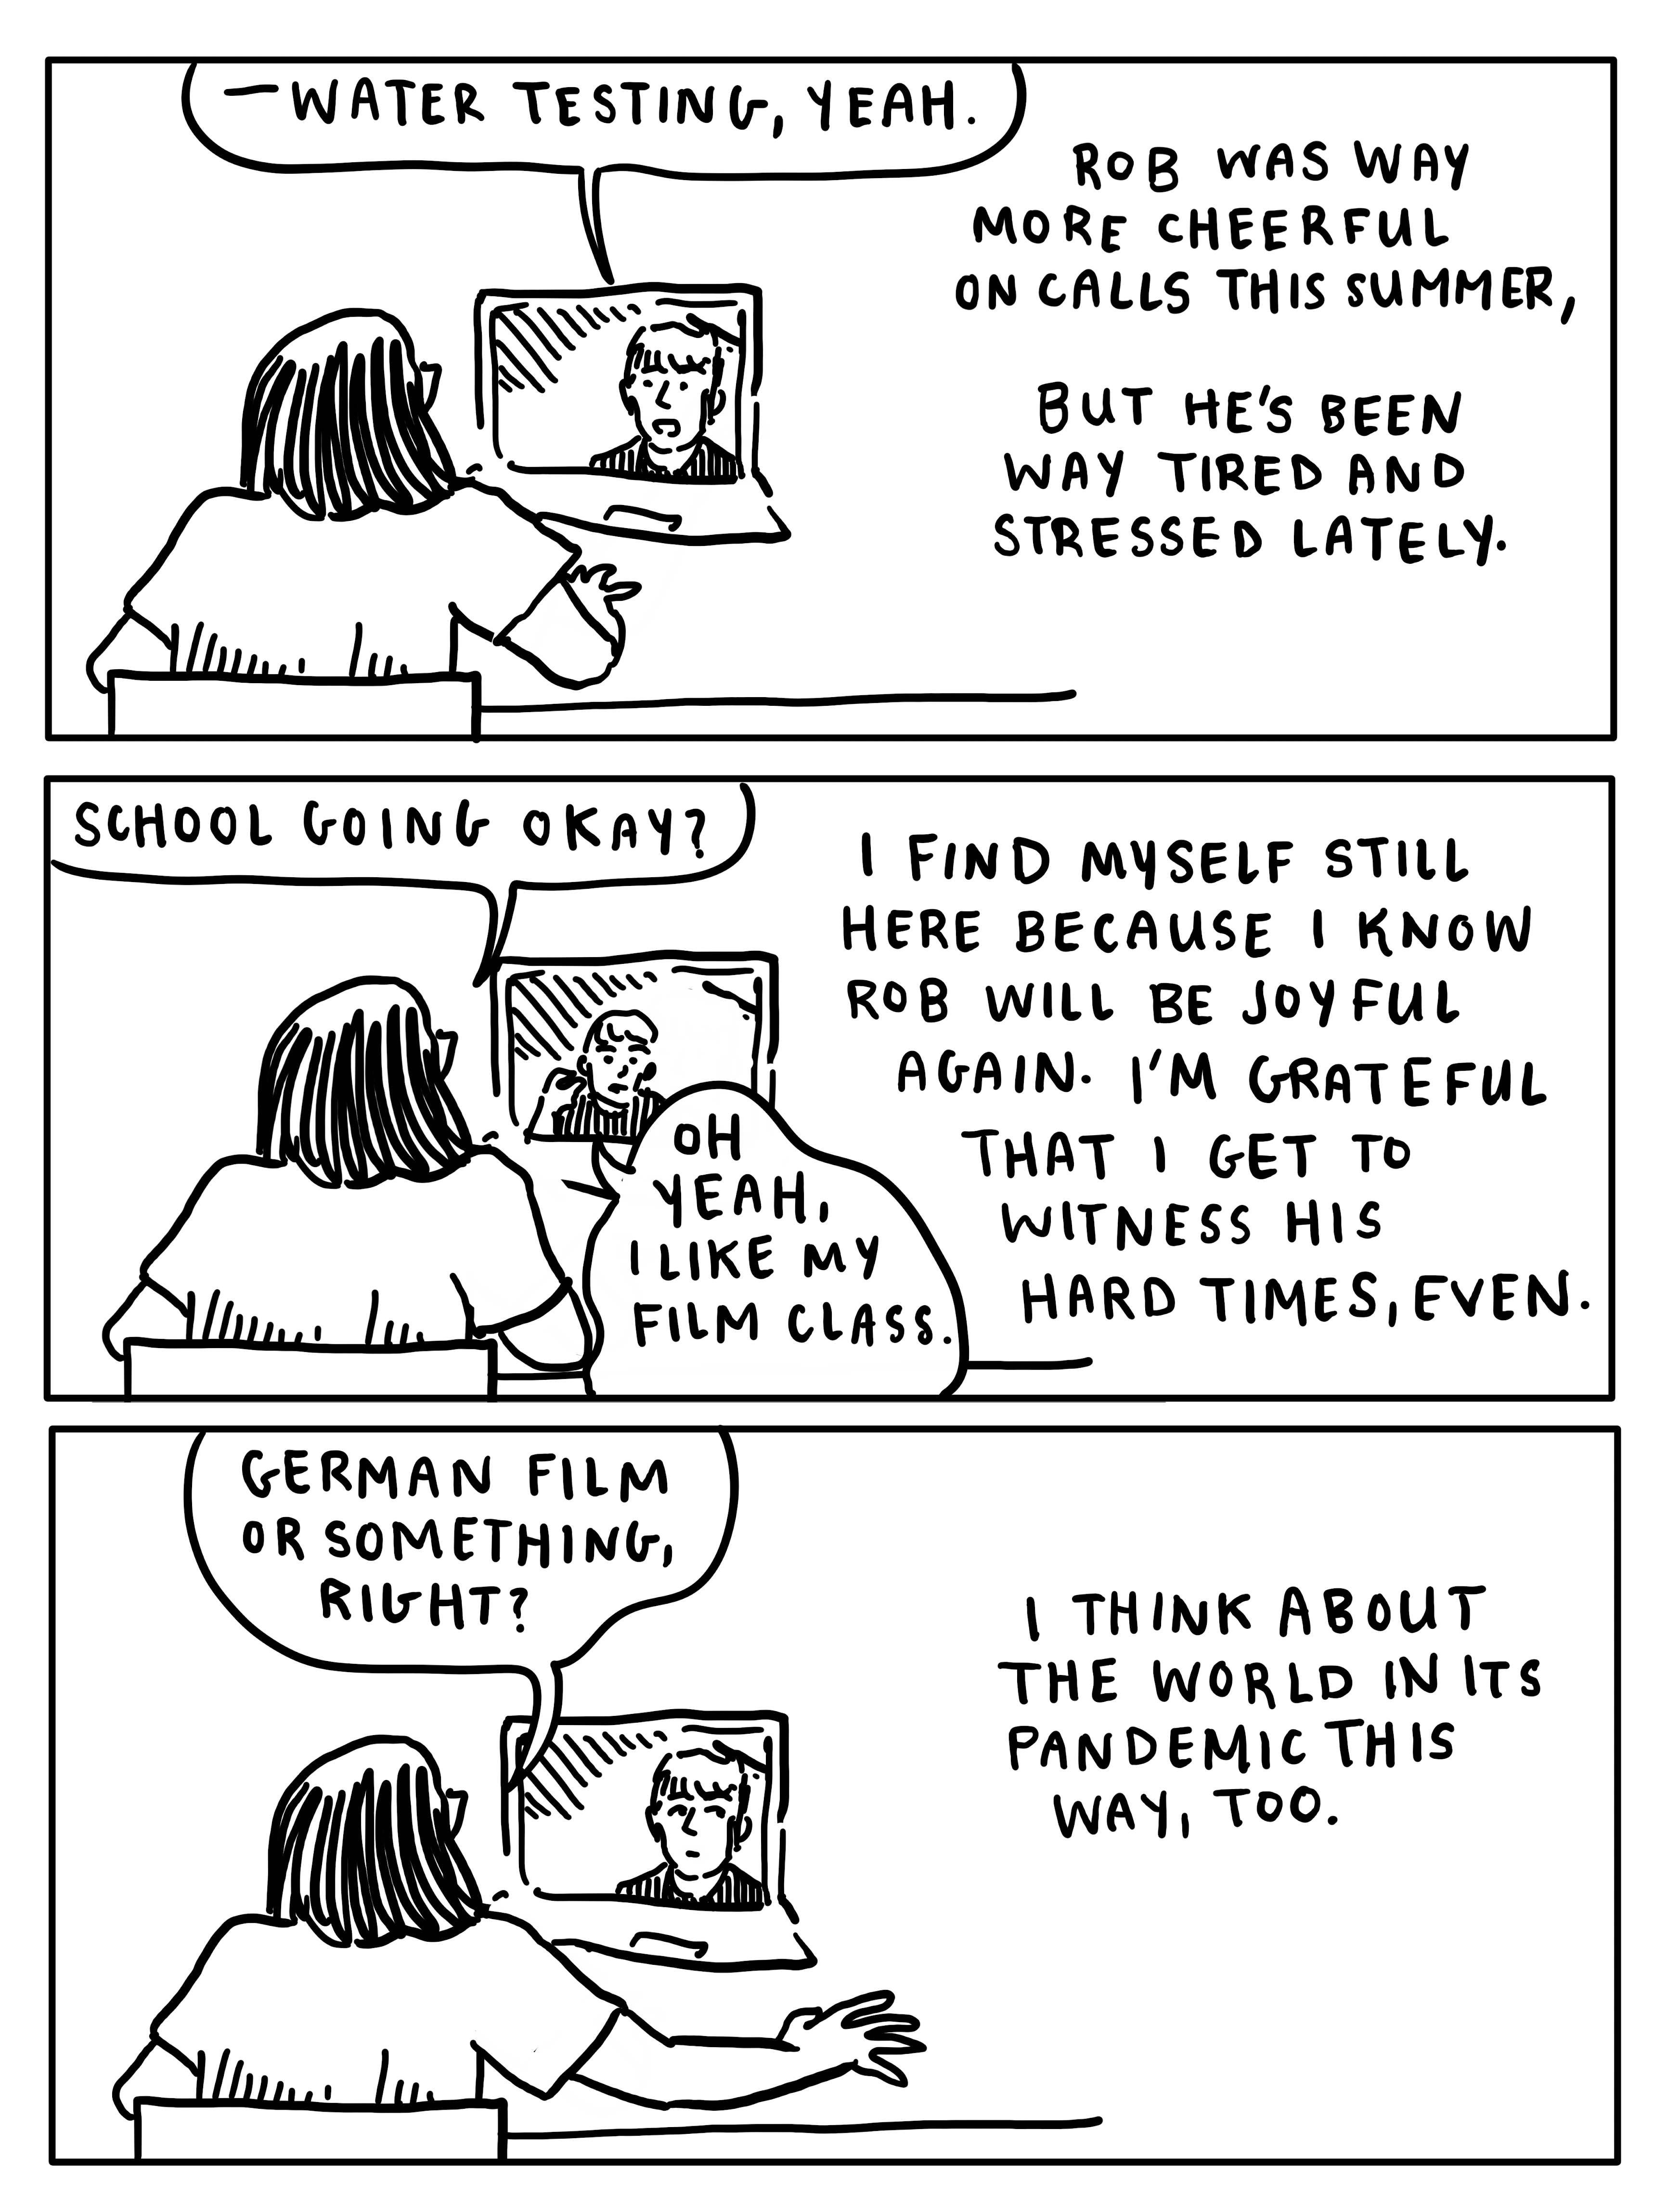 —WATER TESTING, YEAH.
ROB WAS WAY
MORE CHEERFUL
ON CALLS THIS SUMMER,
BUT HE'S BEEN
WAY TIRED AND
STRESSED LATELY.
SCHOOL GOING OKAY?
I FIND MYSELF STILL
HERE BECAUSE I KNOW
ROB WILL BE JOYFUL
AGAIN. I'M GRATEFUL
THAT I GET TO
WITNESS HIS
HARD TIMES, EVEN.
OH
YEAH,
I LIKE MY
FILM CLASS.
GERMAN FILM
OR SOMETHING,
RIGHT?
I THINK ABOUT
THE WORLD IN ITS
PANDEMIC THIS
WAY, TOO.